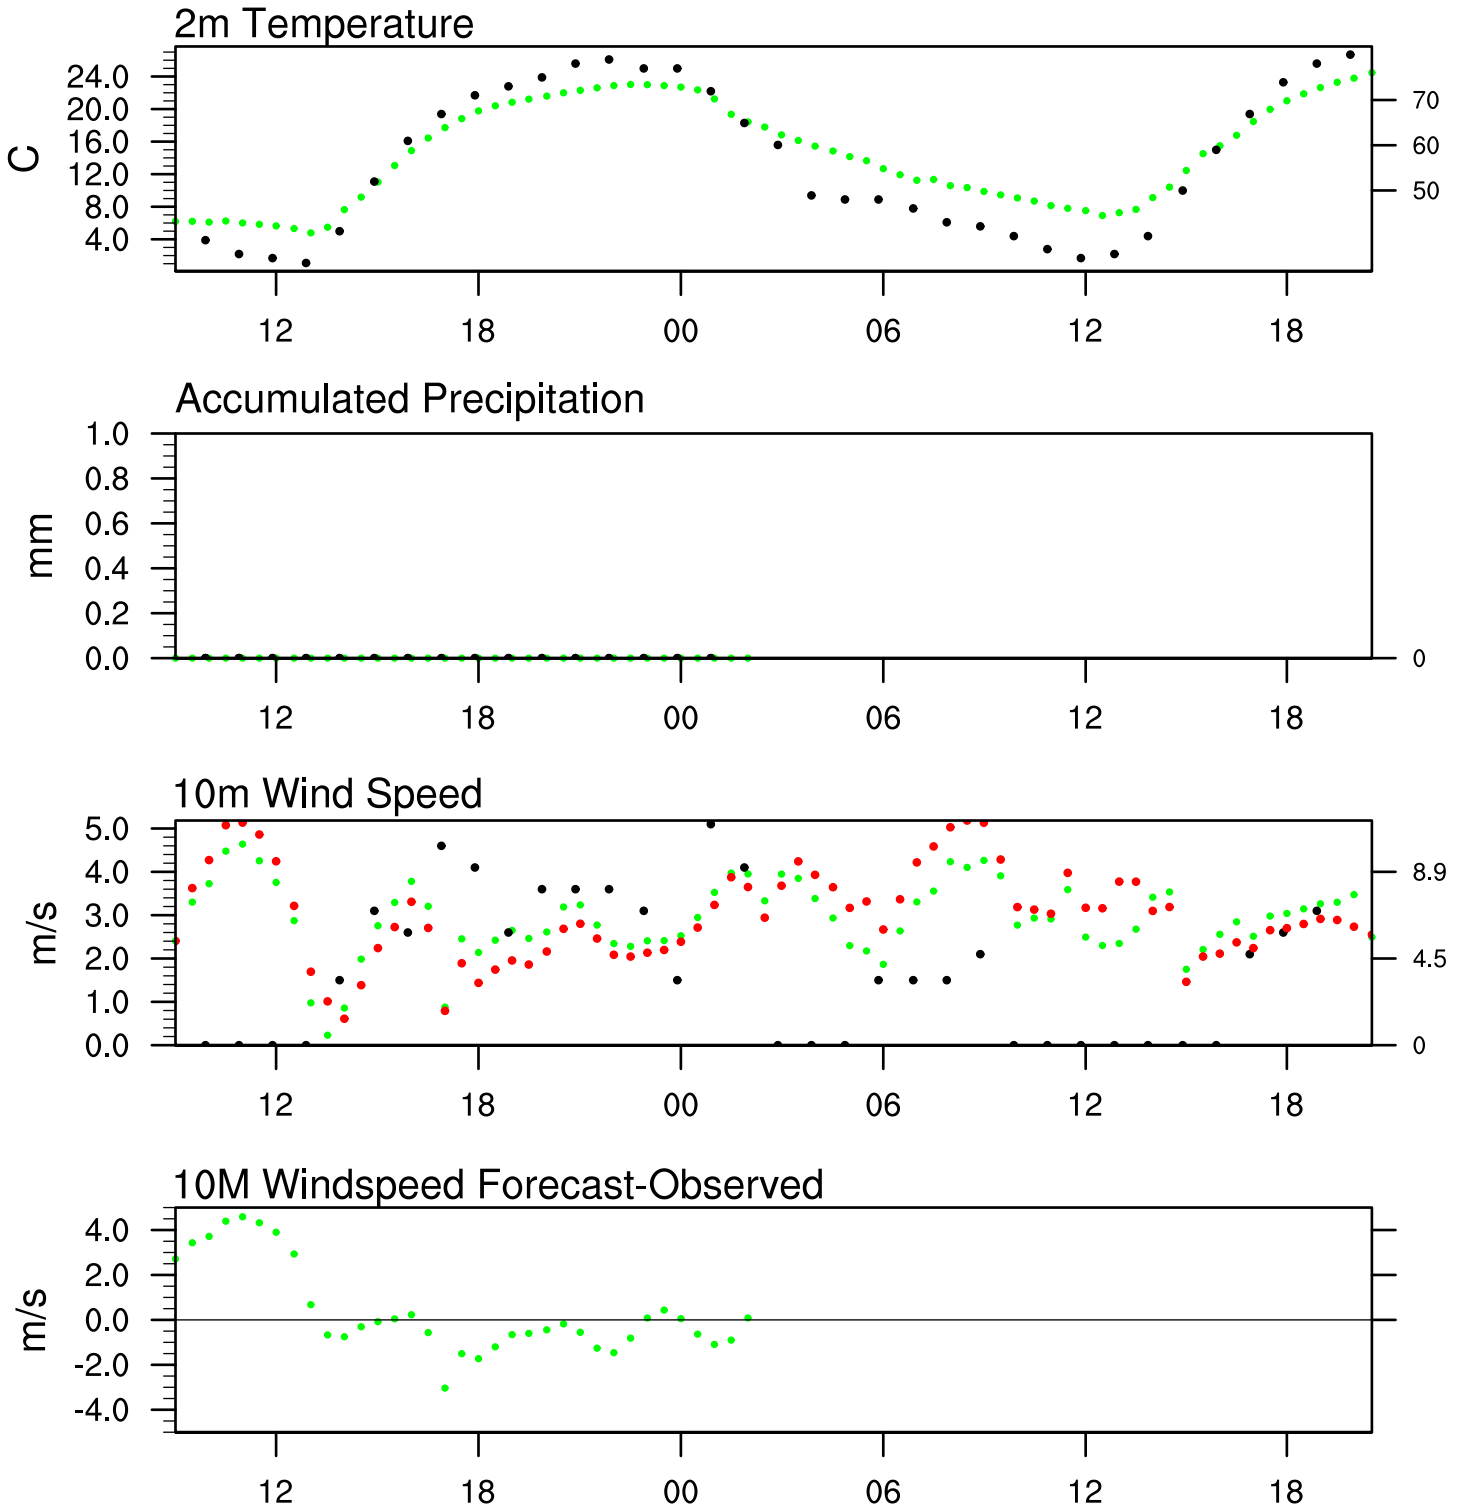 2m Temperature
24.0
20.0
16.0
12.0
8.0
4.0
C
70
60
50
12 18 00 06 12 18
Accumulated Precipitation
1.0
0.8
0.6
0.4
0.2
0.0
mm
0
12 18 00 06 12 18
10m Wind Speed
5.0
4.0
3.0
2.0
1.0
0.0
m/s
8.9
4.5
0
12 18 00 06 12 18
10M Windspeed Forecast-Observed
4.0
2.0
0.0
-2.0
-4.0
m/s
12 18 00 06 12 18